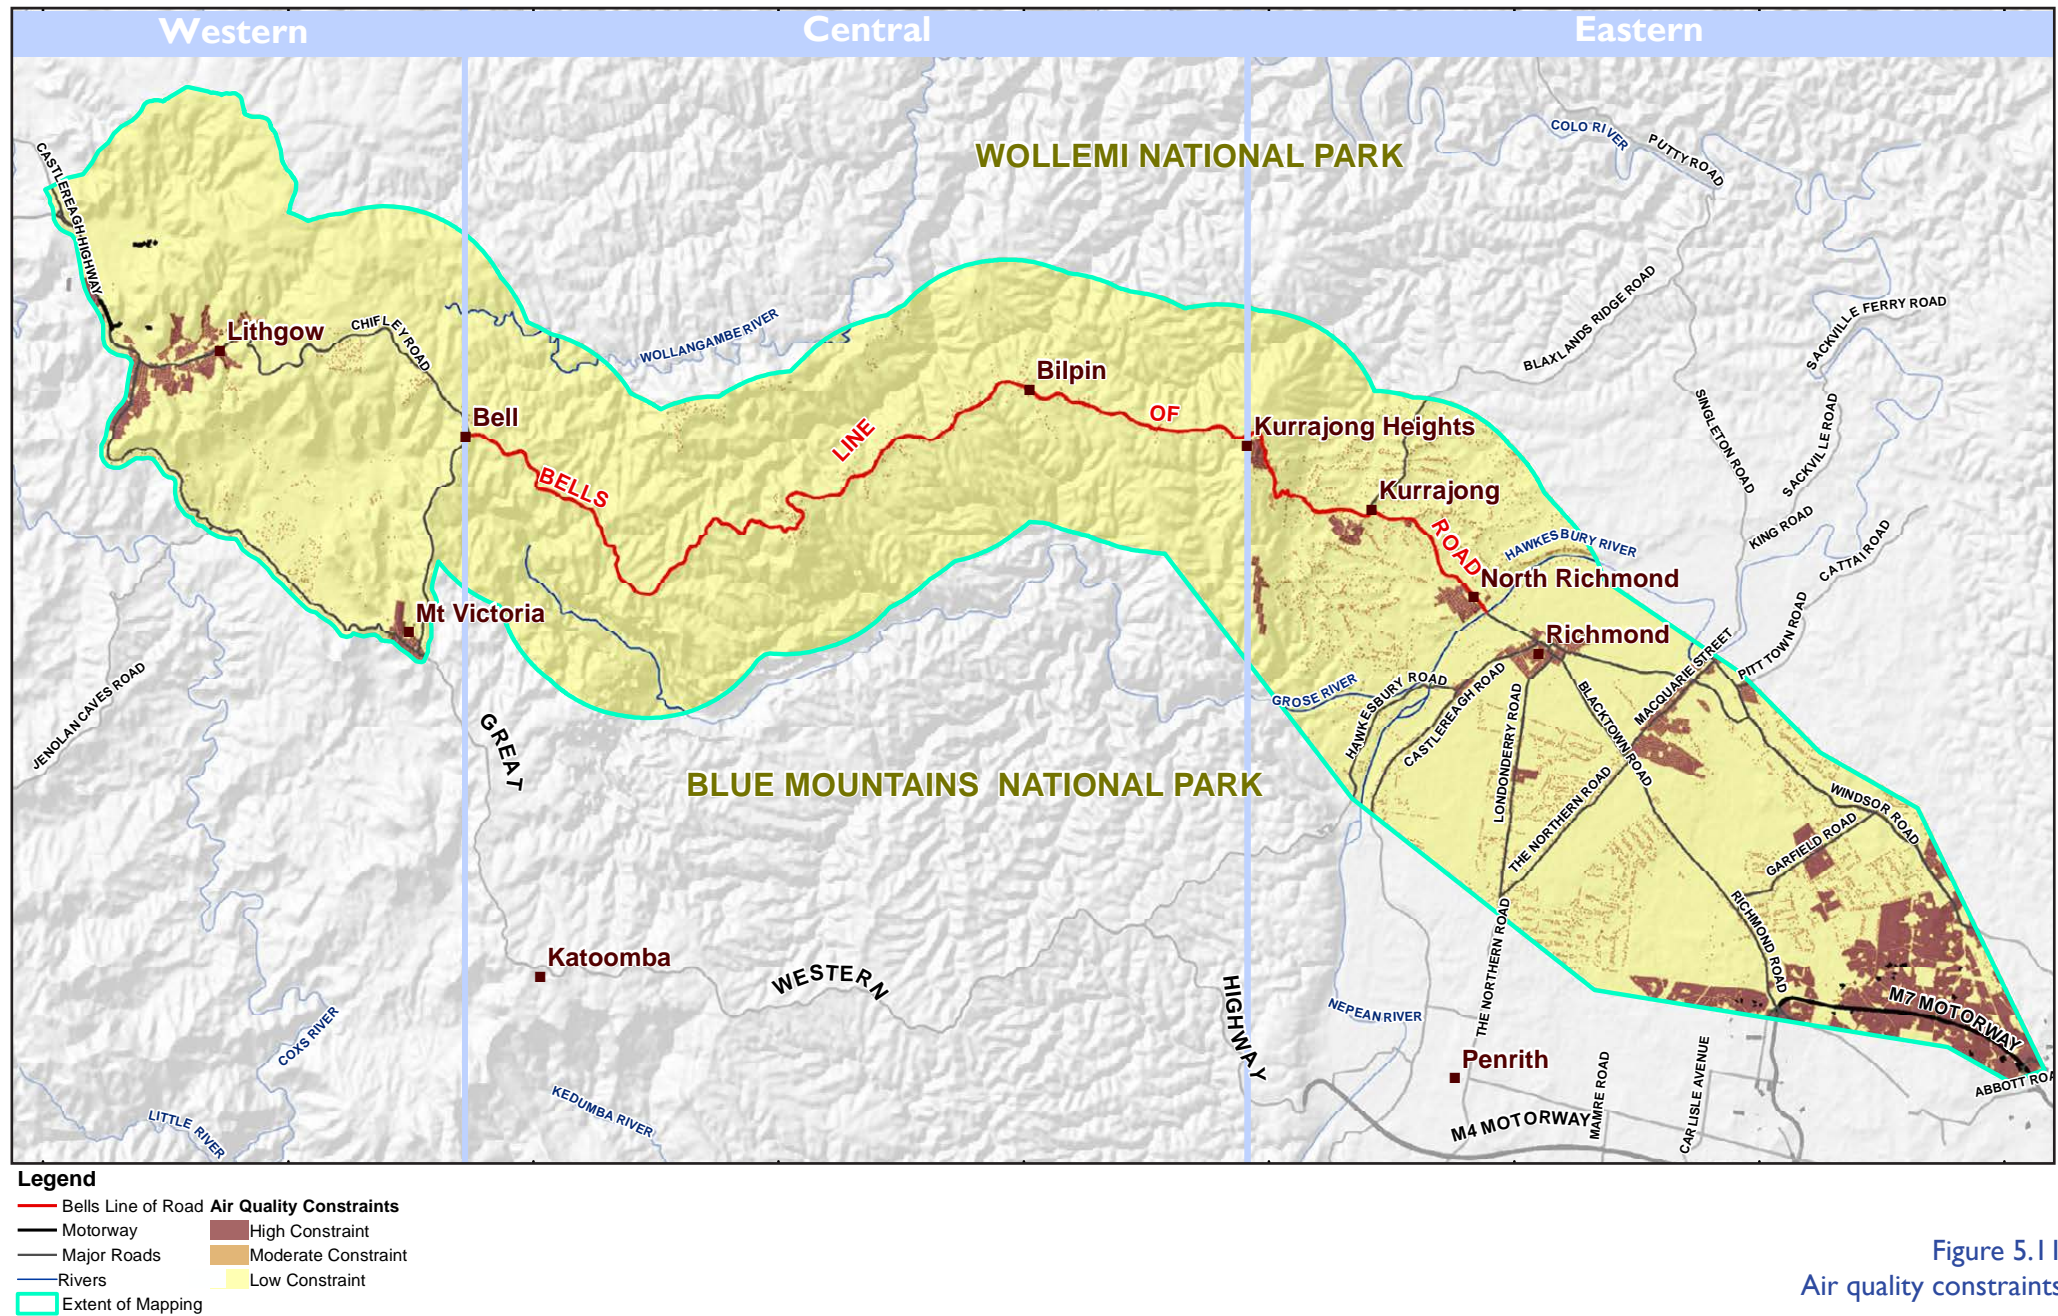 Western
Central
Eastern
WOLLEMI NATIONAL PARK
COLO RIVER
PUTTY ROAD
CASTLEREAGH HIGHWAY
BLAXLANDS RIDGE ROAD
SACKVILLE FERRY ROAD
WOLLANGAMBE RIVER
Lithgow
CHIFLEY ROAD
Bilpin
Bell
BELLS
LINE
OF
ROAD
Kurrajong Heights
Kurrajong
SINGLETON ROAD
SACKVILLE ROAD
KING ROAD
CATTAI ROAD
HAWKESBURY RIVER
North Richmond
Richmond
Mt Victoria
PITT TOWN ROAD
MACQUARIE STREET
JENOLAN CAVES ROAD
GROSE RIVER
HAWKESBURY ROAD
CASTLEREAGH ROAD
LONDONDERRY ROAD
BLACKTOWN ROAD
THE NORTHERN ROAD
GREAT
BLUE MOUNTAINS NATIONAL PARK
WINDSOR ROAD
GARFIELD ROAD
RICHMOND ROAD
THE NORTHERN ROAD
Katoomba
WESTERN
HIGHWAY
NEPEAN RIVER
M7 MOTORWAY
COXS RIVER
Penrith
ABBOTT ROA
KEDUMBA RIVER
LITTLE RIVER
M4 MOTORWAY
MAMRE ROAD
CARLISLE AVENUE
Legend
Bells Line of Road
Motorway
Major Roads
Rivers
Extent of Mapping
Air Quality Constraints
High Constraint
Moderate Constraint
Low Constraint
Figure 5.11
Air quality constraints